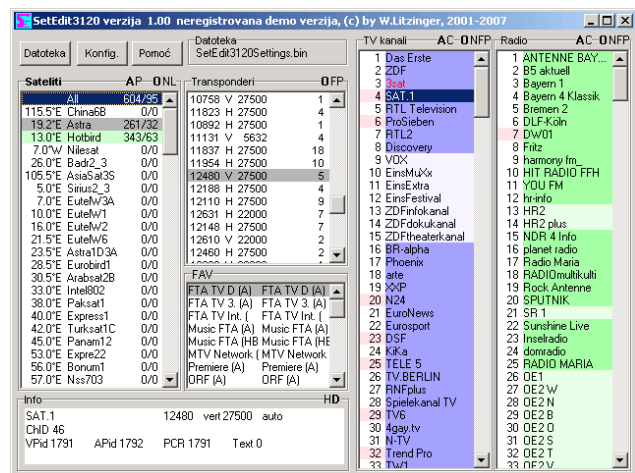 SetEdit3120 verzija 1.00 neregistrovana demo verzija, (c) by W.Litzinger, 2001-2007
Datoteka Konfig. Pomoć
Datoteka
SetEdit3120Settings.bin
Sateliti AP ONL
All 604/95
115.5°E China6B 0/0
19.2°E Astra 261/32
13.0°E Hotbird 343/63
7.0°W Nilesat 0/0
26.0°E Badr2_3 0/0
105.5°E AsiaSat3S 0/0
5.0°E Sirius2_3 0/0
7.0°E EutelW3A 0/0
10.0°E EutelW1 0/0
16.0°E EutelW2 0/0
21.5°E EutelW6 0/0
23.5°E Astra1D3A 0/0
28.5°E Eurobird1 0/0
30.5°E Arabsat2B 0/0
33.0°E Intel802 0/0
38.0°E Paksat1 0/0
40.0°E Express1 0/0
42.0°E Turksat1C 0/0
45.0°E Panam12 0/0
53.0°E Expre22 0/0
56.0°E Bonum1 0/0
57.0°E Nss703 0/0
Transponderi OFP
10758 V 27500 1
11823 H 27500 4
10892 H 27500 1
11131 V 5632 4
11837 H 27500 18
11954 H 27500 10
12480 V 27500 5
12188 H 27500 4
12110 H 27500 9
12631 H 22000 7
12148 H 27500 7
12610 V 22000 2
12460 H 27500 2
FAV
FTA TV D (A) FTA TV D (A)
FTA TV 3. (A) FTA TV 3. (A)
FTA TV Int. ( FTA TV Int. (
Music FTA (A) Music FTA (A)
Music FTA (HB Music FTA (HE
MTV Network ( MTV Network
Premiere (A) Premiere (A)
ORF (A) ORF (A)
Info HD
SAT.1 12480 vert 27500 auto
ChID 46
VPid 1791 APid 1792 PCR 1791 Text 0
TV kanali AC ONFP
1 Das Erste
2 ZDF
3 3sat
4 SAT.1
5 RTL Television
6 ProSieben
7 RTL2
8 Discovery
9 VOX
10 EinsMuXx
11 EinsExtra
12 EinsFestival
13 ZDFinfokanal
14 ZDFdokukanal
15 ZDFtheaterkanal
16 BR-alpha
17 Phoenix
18 arte
19 XXP
20 N24
21 EuroNews
22 Eurosport
23 DSF
24 KiKa
25 TELE 5
26 TV.BERLIN
27 RNFplus
28 Spielekanal TV
29 TV6
30 4gay.tv
31 N-TV
32 Trend Pro
33 TW1
Radio AC ONFP
1 ANTENNE BAY...
2 B5 aktuell
3 Bayern 1
4 Bayern 4 Klassik
5 Bremen 2
6 DLF-Köln
7 DW01
8 Fritz
9 harmony fm_
10 HIT RADIO FFH
11 YOU FM
12 hr-info
13 HR2
14 HR2 plus
15 NDR 4 Info
16 planet radio
17 Radio Maria
18 RADIOmultikulti
19 Rock Antenne
20 SPUTNIK
21 SR 1
22 Sunshine Live
23 Inselradio
24 domradio
25 RADIO MARIA
26 OE1
27 OE2 W
28 OE2 N
29 OE2 B
30 OE2 O
31 OE2 S
32 OE2 T
33 OE2 V